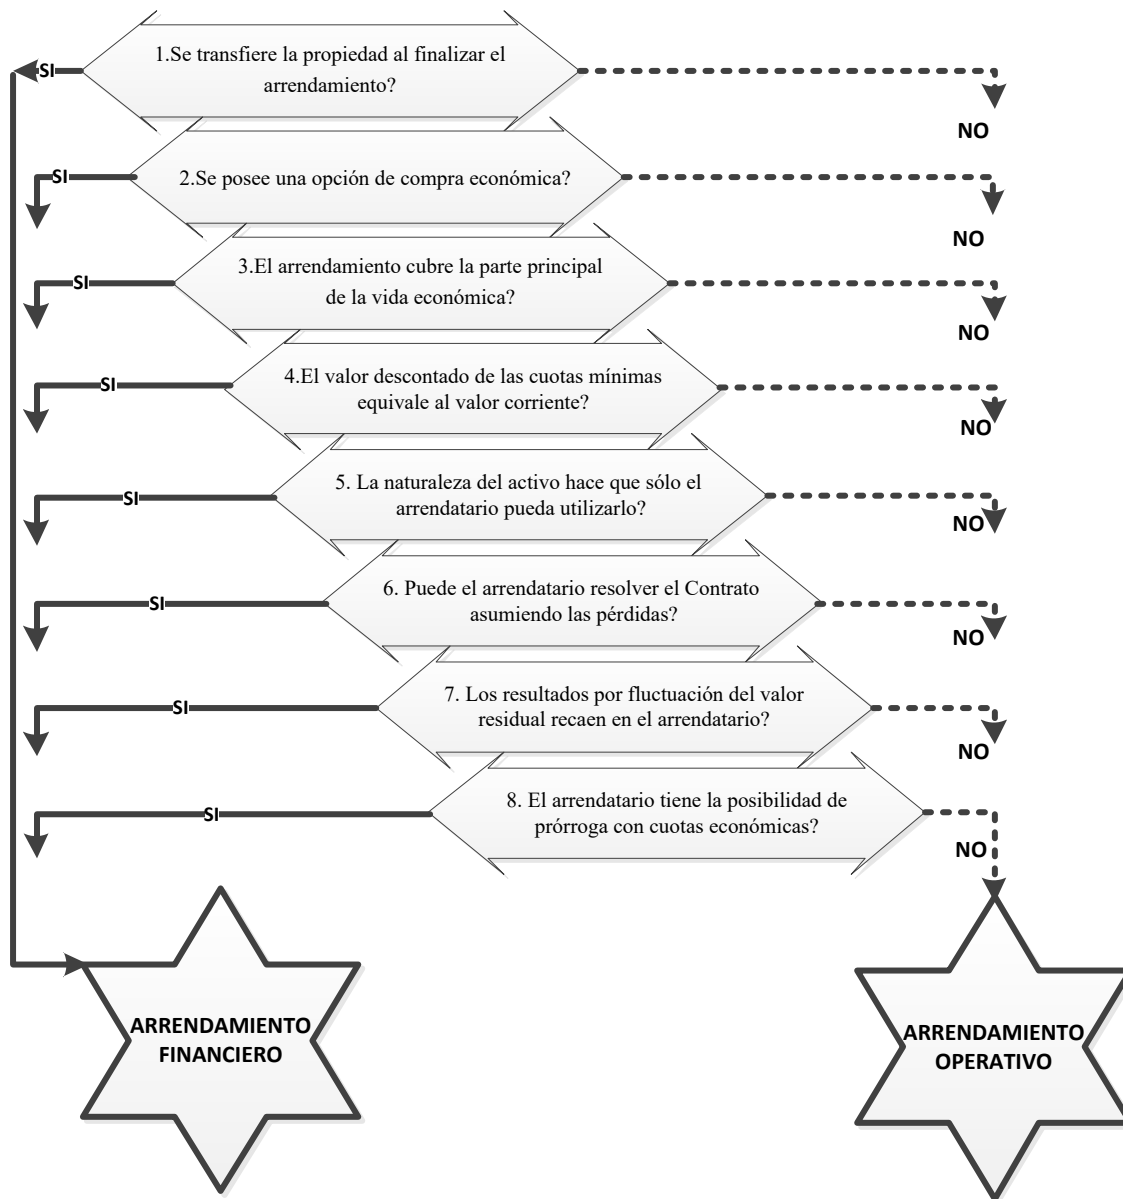 1.Se transfiere la propiedad al finalizar el
arrendamiento?
SI
NO
2.Se posee una opción de compra económica?
SI
NO
3.El arrendamiento cubre la parte principal
de la vida económica?
SI
NO
4.El valor descontado de las cuotas mínimas
equivale al valor corriente?
SI
NO
5. La naturaleza del activo hace que sólo el
arrendatario pueda utilizarlo?
SI
NO
6. Puede el arrendatario resolver el Contrato
asumiendo las pérdidas?
SI
NO
7. Los resultados por fluctuación del valor
residual recaen en el arrendatario?
SI
NO
8. El arrendatario tiene la posibilidad de
prórroga con cuotas económicas?
SI
NO
ARRENDAMIENTO
FINANCIERO
ARRENDAMIENTO
OPERATIVO